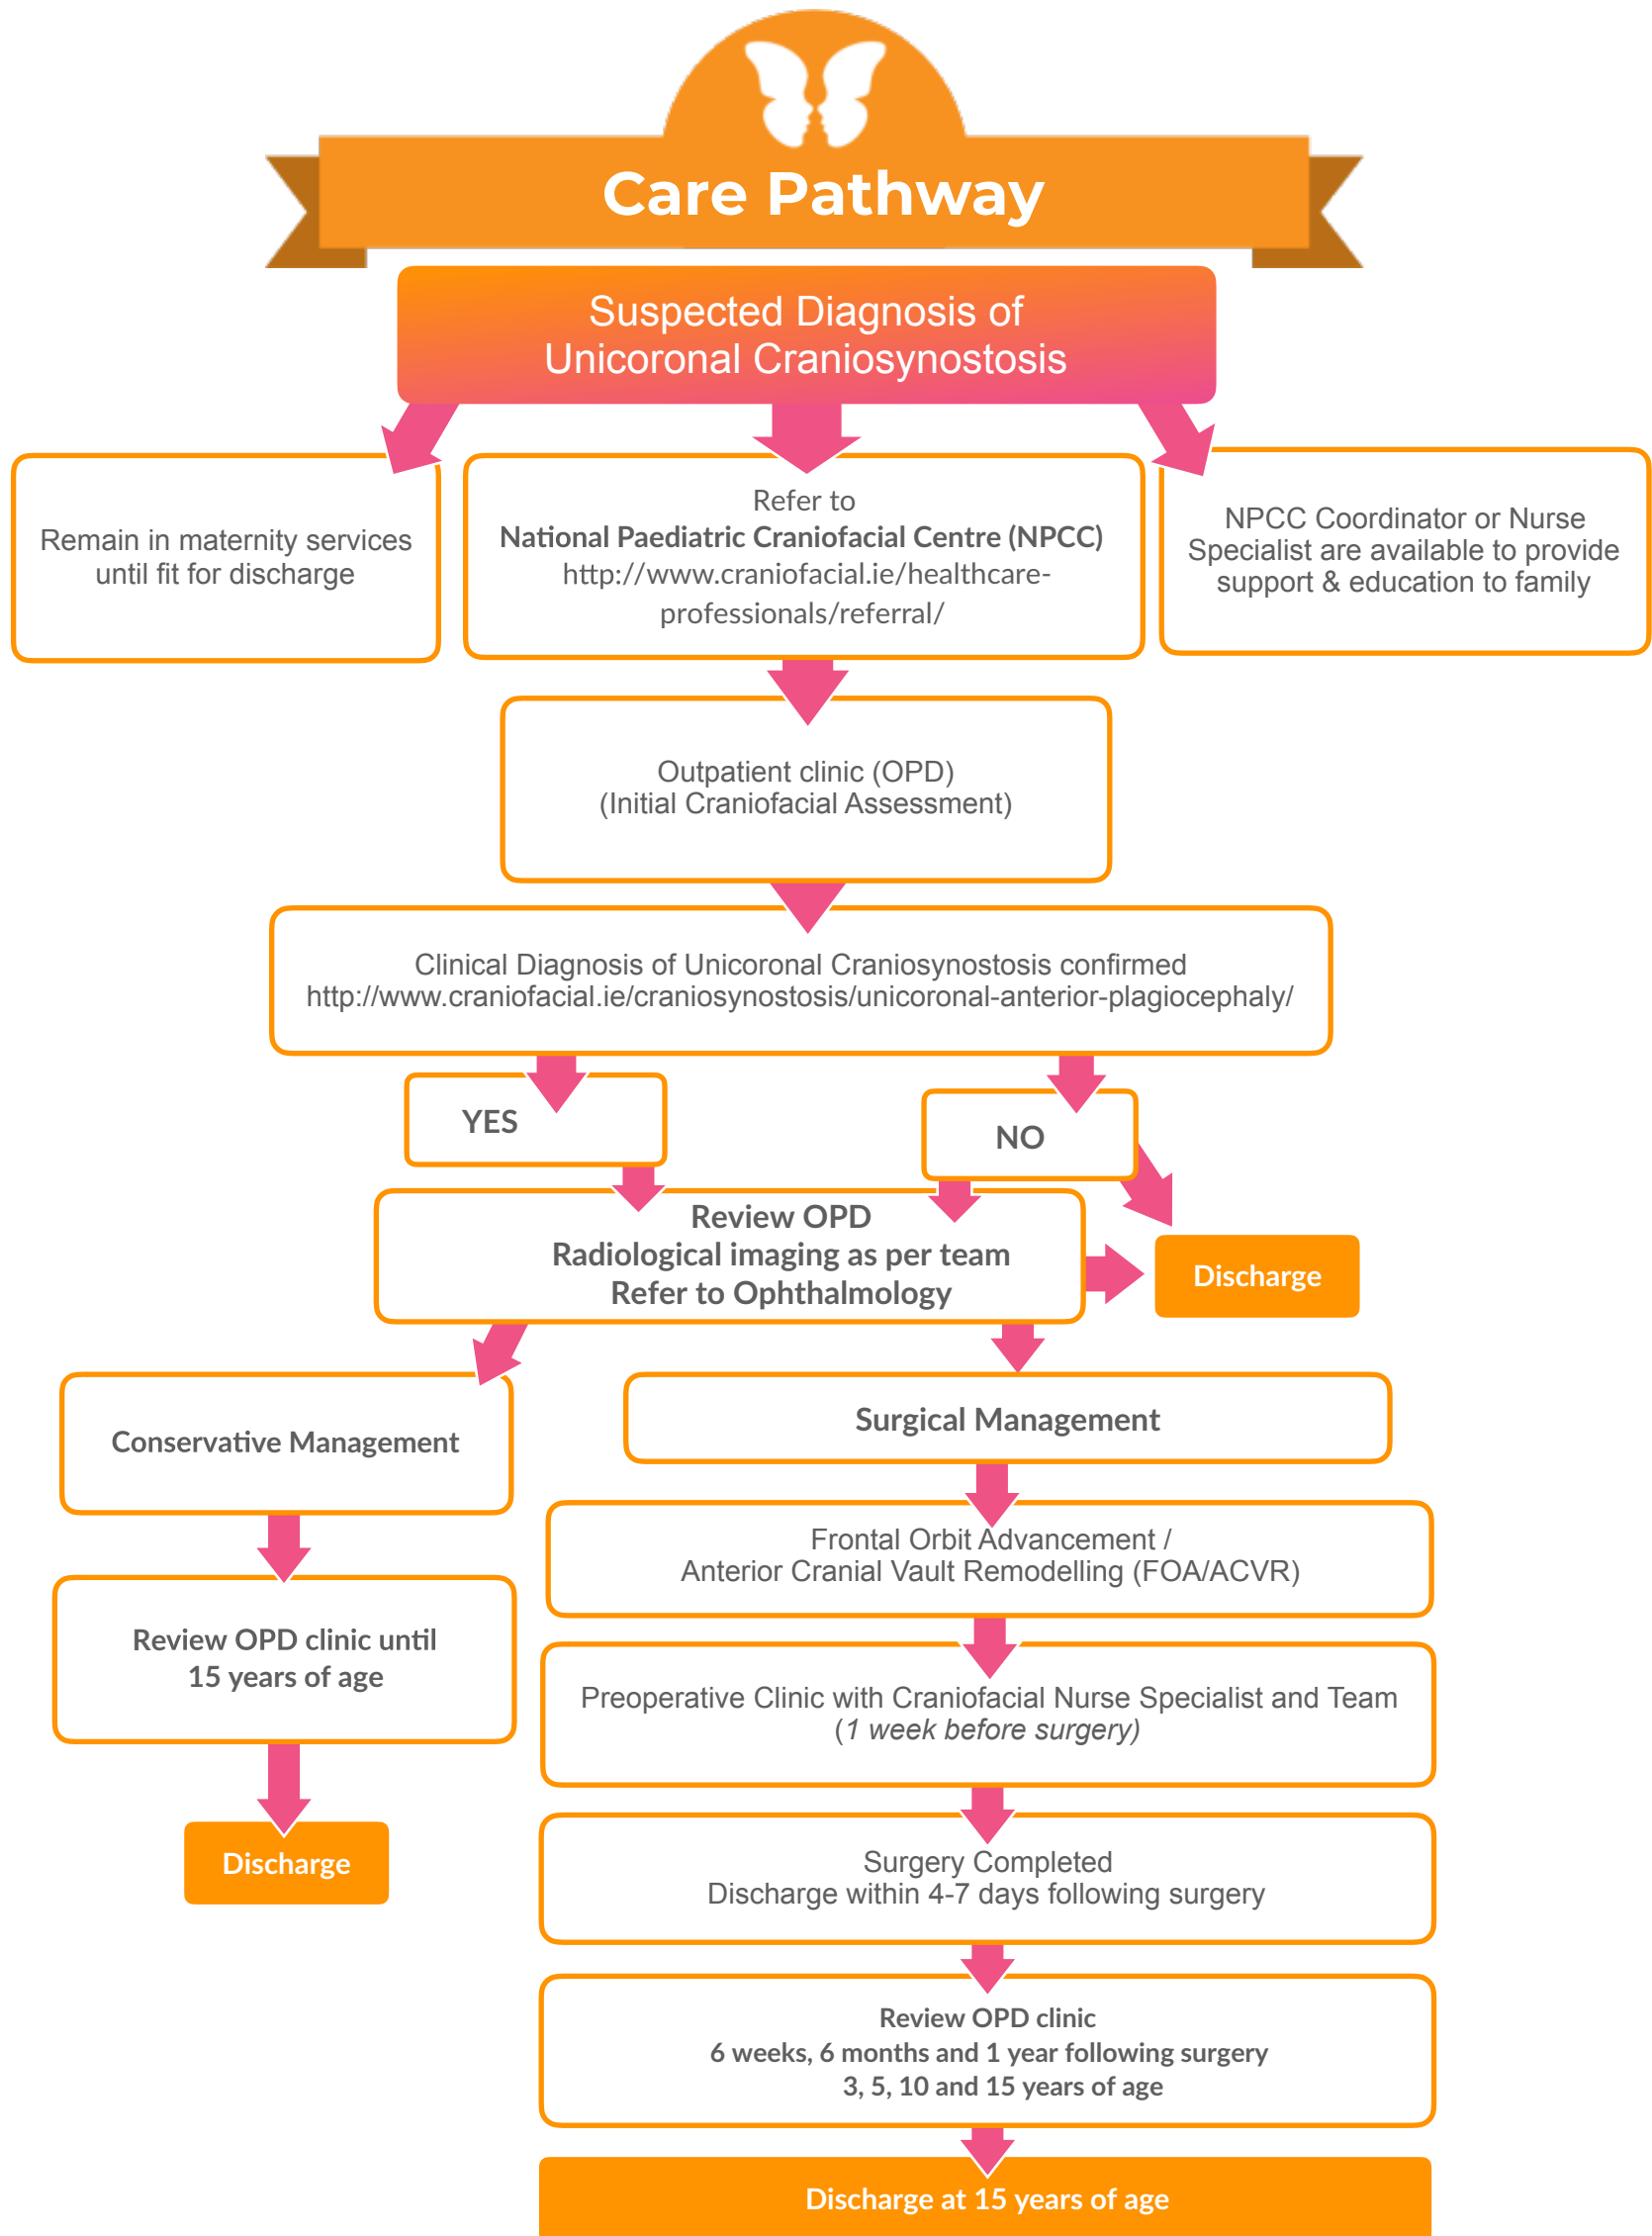 Care Pathway
Suspected Diagnosis of
Unicoronal Craniosynostosis
Remain in maternity services
until fit for discharge
Refer to
National Paediatric Craniofacial Centre (NPCC)
http://www.craniofacial.ie/healthcare-
professionals/referral/
NPCC Coordinator or Nurse
Specialist are available to provide
support & education to family
Outpatient clinic (OPD)
(Initial Craniofacial Assessment)
Clinical Diagnosis of Unicoronal Craniosynostosis confirmed
http://www.craniofacial.ie/craniosynostosis/unicoronal-anterior-plagiocephaly/
YES
NO
Review OPD
Radiological imaging as per team
Refer to Ophthalmology
Discharge
Conservative Management
Surgical Management
Frontal Orbit Advancement /
Anterior Cranial Vault Remodelling (FOA/ACVR)
Review OPD clinic until
15 years of age
Preoperative Clinic with Craniofacial Nurse Specialist and Team
(1 week before surgery)
Discharge
Surgery Completed
Discharge within 4-7 days following surgery
Review OPD clinic
6 weeks, 6 months and 1 year following surgery
3, 5, 10 and 15 years of age
Discharge at 15 years of age